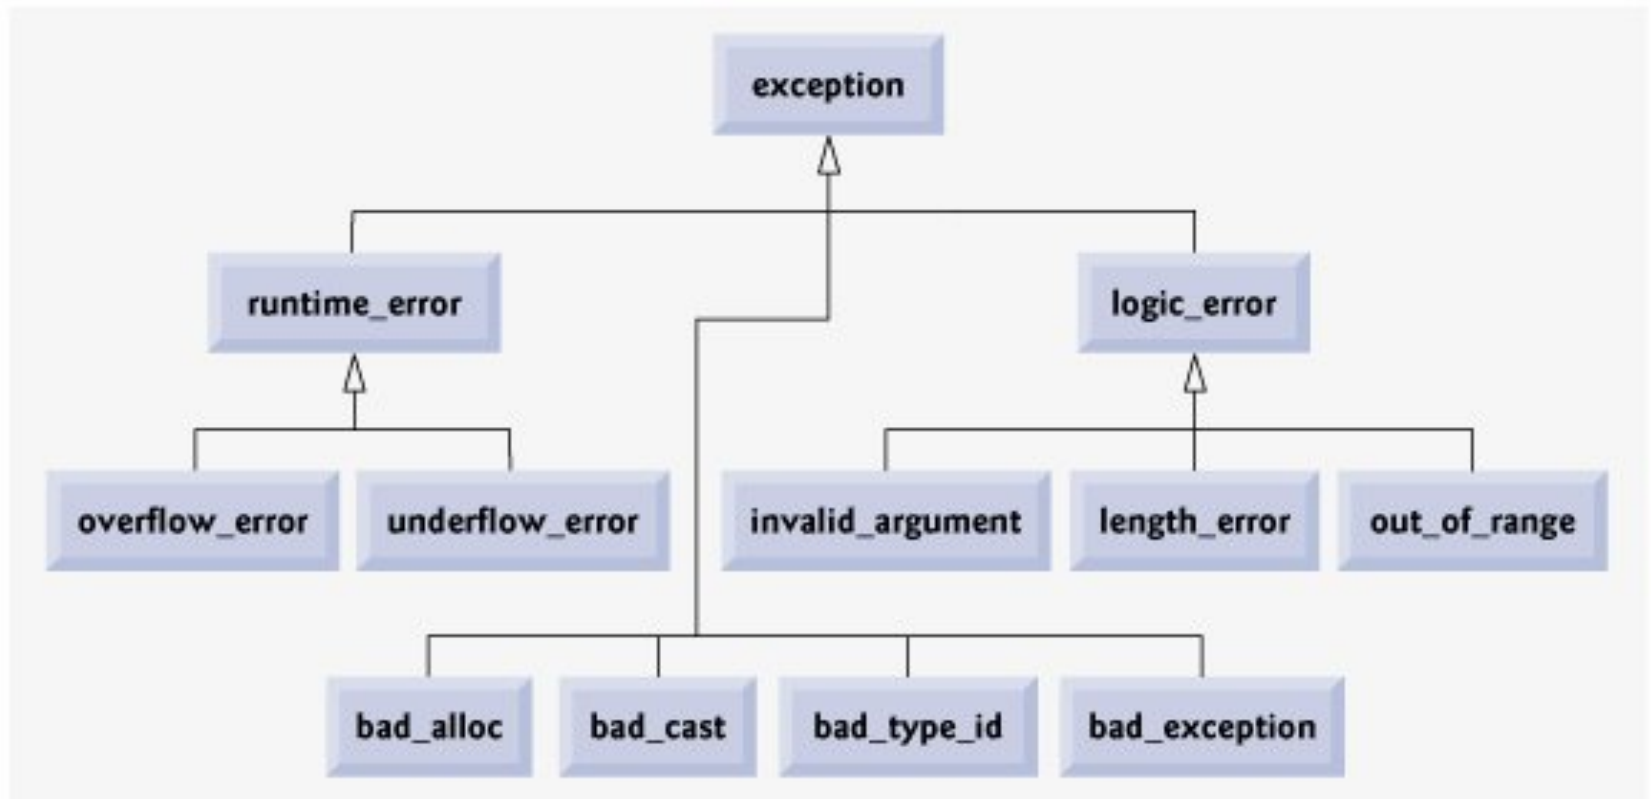 exception
runtime_error
logic_error
overflow_error
underflow_error
invalid_argument
length_error
out_of_range
bad_alloc
bad_cast
bad_type_id
bad_exception